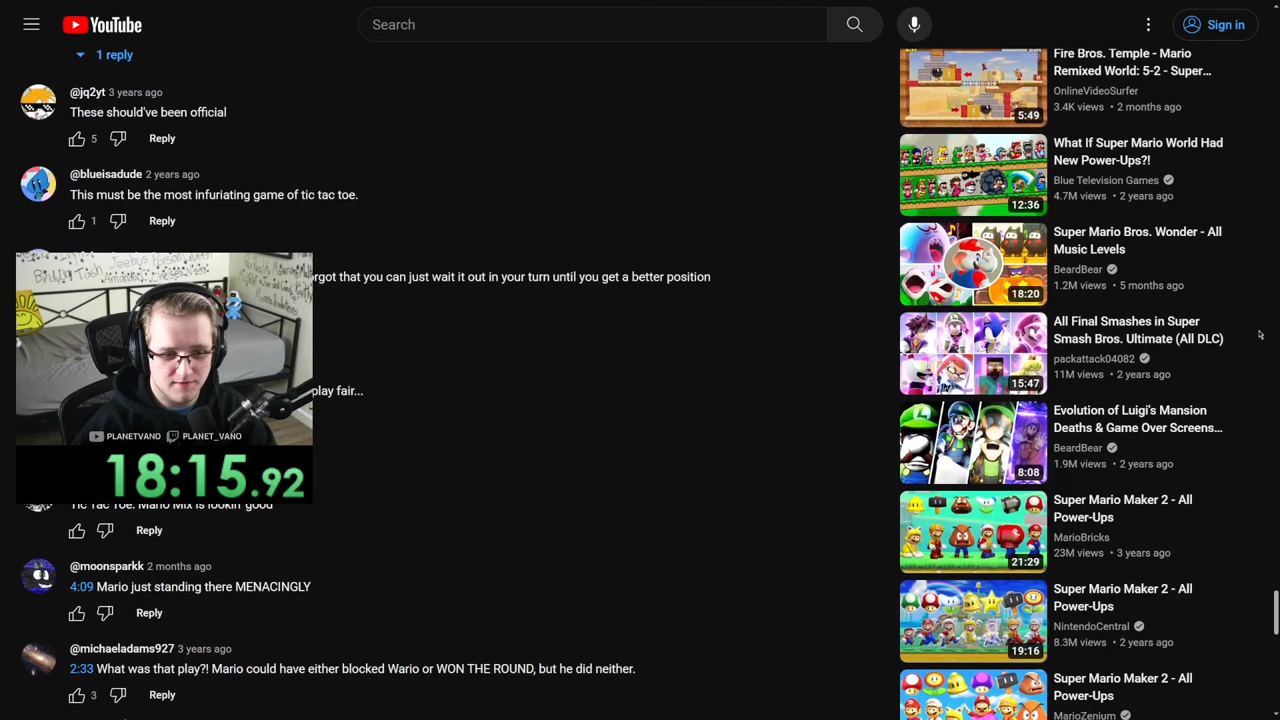 YouTube
Search
Sign in
1 reply
@jq2yt 3 years ago
These should've been official
5
Reply
@blueisadude 2 years ago
This must be the most infuriating game of tic tac toe.
1
Reply
rgot that you can just wait it out in your turn until you get a better position
play fair...
PLANETVANO PLANET_VANO
18:15.92
Tic Tac Toe. Mario Mix is lookin' good
Reply
@moonsparkk 2 months ago
4:09 Mario just standing there MENACINGLY
Reply
@michaeladams927 3 years ago
2:33 What was that play?! Mario could have either blocked Wario or WON THE ROUND, but he did neither.
3
Reply
Fire Bros. Temple - Mario
Remixed World: 5-2 - Super...
OnlineVideoSurfer
3.4K views • 2 months ago
5:49
What If Super Mario World Had
New Power-Ups?!
Blue Television Games
4.7M views • 2 years ago
12:36
Super Mario Bros. Wonder - All
Music Levels
BeardBear
1.2M views • 5 months ago
18:20
All Final Smashes in Super
Smash Bros. Ultimate (All DLC)
packattack04082
11M views • 2 years ago
15:47
Evolution of Luigi's Mansion
Deaths & Game Over Screens...
BeardBear
1.9M views • 2 years ago
8:08
Super Mario Maker 2 - All
Power-Ups
MarioBricks
23M views • 3 years ago
21:29
Super Mario Maker 2 - All
Power-Ups
NintendoCentral
8.3M views • 2 years ago
19:16
Super Mario Maker 2 - All
Power-Ups
MarioZenium